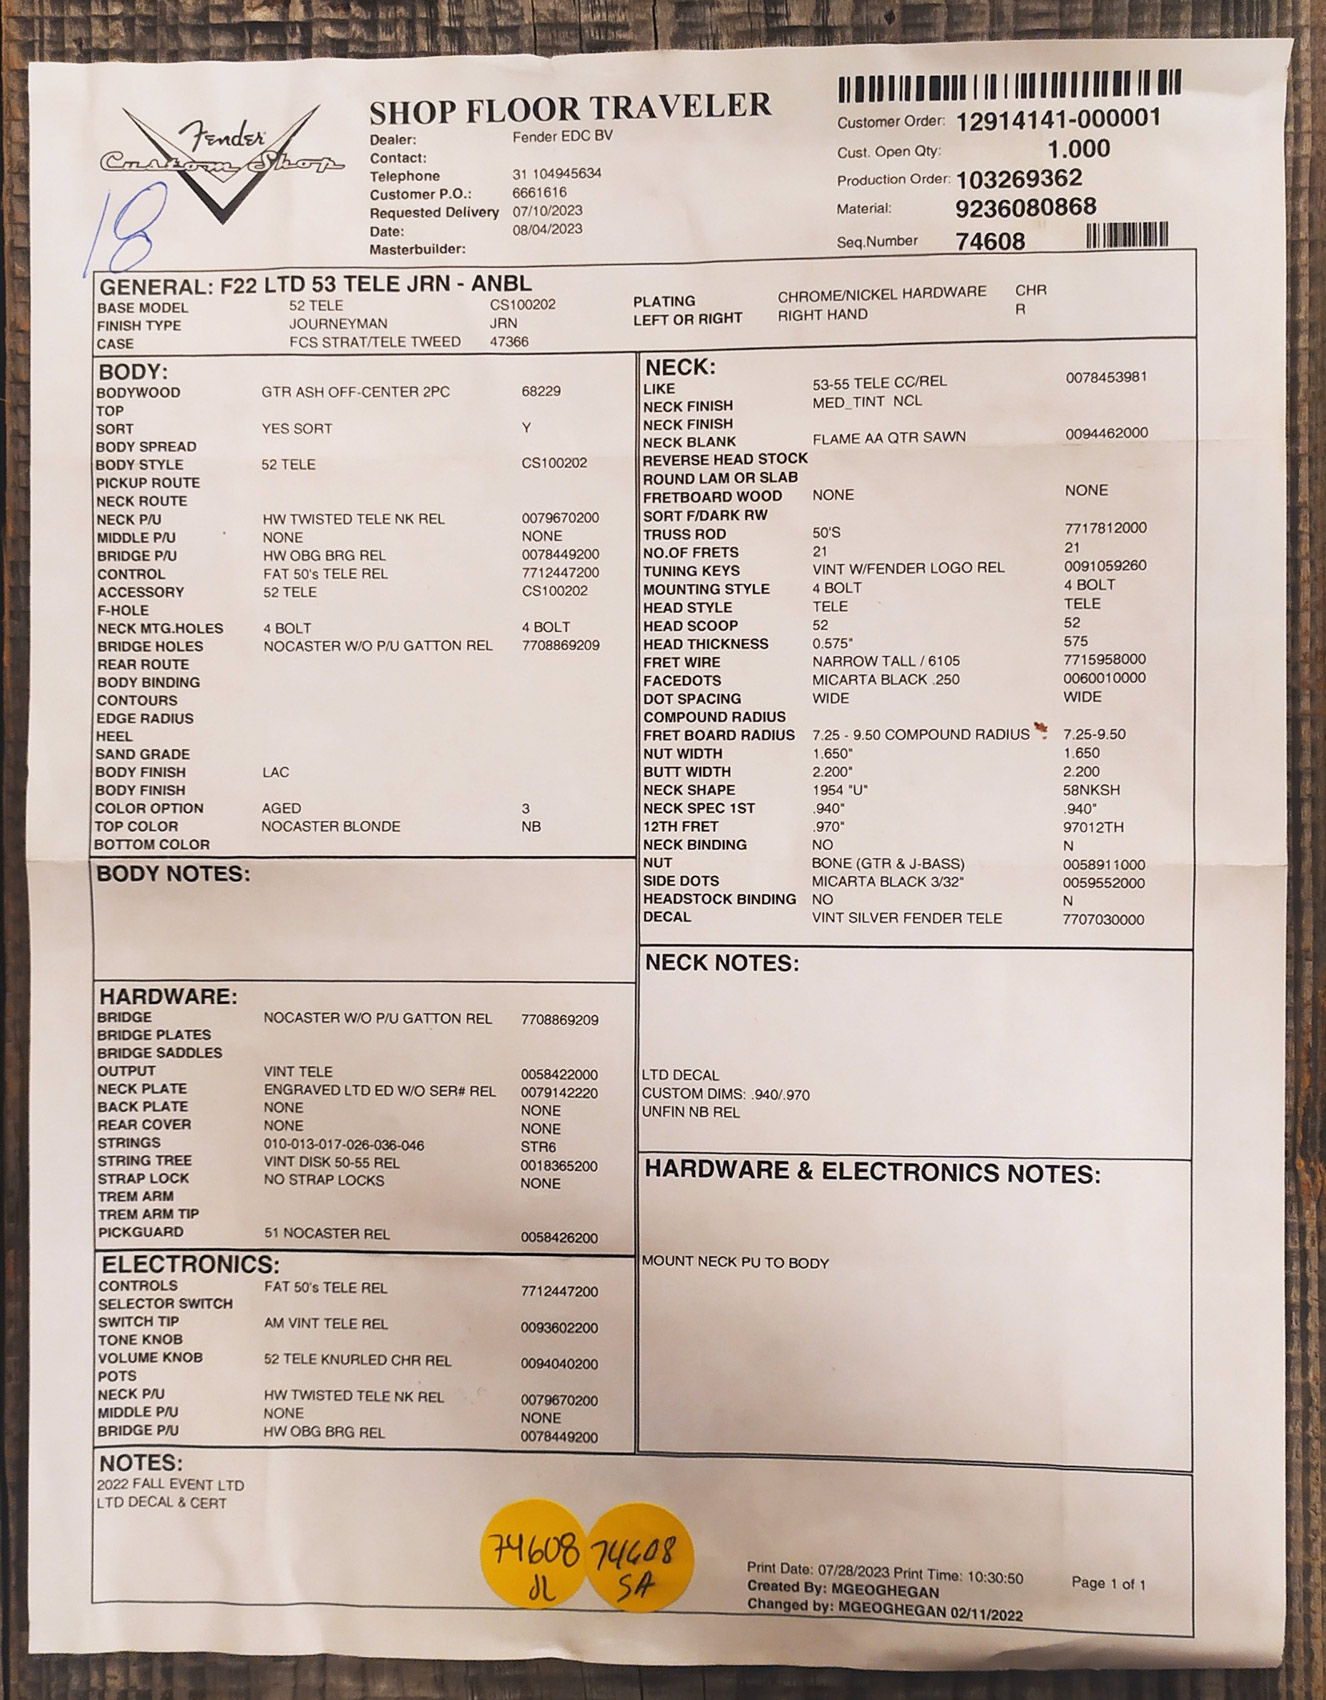 Fender
Custom Shop
18
SHOP FLOOR TRAVELER
Dealer: Fender EDC BV
Contact:
Telephone 31 104945634
Customer P.O.: 6661616
Requested Delivery 07/10/2023
Date: 08/04/2023
Masterbuilder:
Customer Order: 12914141-000001
Cust. Open Qty: 1.000
Production Order: 103269362
Material: 9236080868
Seq.Number 74608
GENERAL: F22 LTD 53 TELE JRN - ANBL
BASE MODEL 52 TELE CS100202
FINISH TYPE JOURNEYMAN JRN
CASE FCS STRAT/TELE TWEED 47366
PLATING CHROME/NICKEL HARDWARE CHR
LEFT OR RIGHT RIGHT HAND R
BODY:
BODYWOOD GTR ASH OFF-CENTER 2PC 68229
TOP
SORT YES SORT Y
BODY SPREAD
BODY STYLE 52 TELE CS100202
PICKUP ROUTE
NECK ROUTE
NECK P/U HW TWISTED TELE NK REL 0079670200
MIDDLE P/U NONE NONE
BRIDGE P/U HW OBG BRG REL 0078449200
CONTROL FAT 50's TELE REL 7712447200
ACCESSORY 52 TELE CS100202
F-HOLE
NECK MTG.HOLES 4 BOLT 4 BOLT
BRIDGE HOLES NOCASTER W/O P/U GATTON REL 7708869209
REAR ROUTE
BODY BINDING
CONTOURS
EDGE RADIUS
HEEL
SAND GRADE
BODY FINISH LAC
BODY FINISH
COLOR OPTION AGED 3
TOP COLOR NOCASTER BLONDE NB
BOTTOM COLOR
BODY NOTES:
HARDWARE:
BRIDGE NOCASTER W/O P/U GATTON REL 7708869209
BRIDGE PLATES
BRIDGE SADDLES
OUTPUT VINT TELE 0058422000
NECK PLATE ENGRAVED LTD ED W/O SER# REL 0079142220
BACK PLATE NONE NONE
REAR COVER NONE NONE
STRINGS 010-013-017-026-036-046 STR6
STRING TREE VINT DISK 50-55 REL 0018365200
STRAP LOCK NO STRAP LOCKS NONE
TREM ARM
TREM ARM TIP
PICKGUARD 51 NOCASTER REL 0058426200
ELECTRONICS:
CONTROLS FAT 50's TELE REL 7712447200
SELECTOR SWITCH
SWITCH TIP AM VINT TELE REL 0093602200
TONE KNOB
VOLUME KNOB 52 TELE KNURLED CHR REL 0094040200
POTS
NECK P/U HW TWISTED TELE NK REL 0079670200
MIDDLE P/U NONE NONE
BRIDGE P/U HW OBG BRG REL 0078449200
NECK:
LIKE 53-55 TELE CC/REL 0078453981
NECK FINISH MED_TINT NCL
NECK FINISH
NECK BLANK FLAME AA QTR SAWN 0094462000
REVERSE HEAD STOCK
ROUND LAM OR SLAB
FRETBOARD WOOD NONE NONE
SORT F/DARK RW
TRUSS ROD 50'S 7717812000
NO.OF FRETS 21 21
TUNING KEYS VINT W/FENDER LOGO REL 0091059260
MOUNTING STYLE 4 BOLT 4 BOLT
HEAD STYLE TELE TELE
HEAD SCOOP 52 52
HEAD THICKNESS 0.575" 575
FRET WIRE NARROW TALL / 6105 7715958000
FACEDOTS MICARTA BLACK .250 0060010000
DOT SPACING WIDE WIDE
COMPOUND RADIUS
FRET BOARD RADIUS 7.25 - 9.50 COMPOUND RADIUS 7.25-9.50
NUT WIDTH 1.650" 1.650
BUTT WIDTH 2.200" 2.200
NECK SHAPE 1954 "U" 58NKSH
NECK SPEC 1ST .940" .940"
12TH FRET .970" 97012TH
NECK BINDING NO N
NUT BONE (GTR & J-BASS) 0058911000
SIDE DOTS MICARTA BLACK 3/32" 0059552000
HEADSTOCK BINDING NO N
DECAL VINT SILVER FENDER TELE 7707030000
NECK NOTES:
LTD DECAL
CUSTOM DIMS: .940/.970
UNFIN NB REL
HARDWARE & ELECTRONICS NOTES:
MOUNT NECK PU TO BODY
NOTES:
2022 FALL EVENT LTD
LTD DECAL & CERT
74608
JL
74608
SA
Print Date: 07/28/2023 Print Time: 10:30:50
Created By: MGEOGHEGAN
Changed by: MGEOGHEGAN 02/11/2022
Page 1 of 1